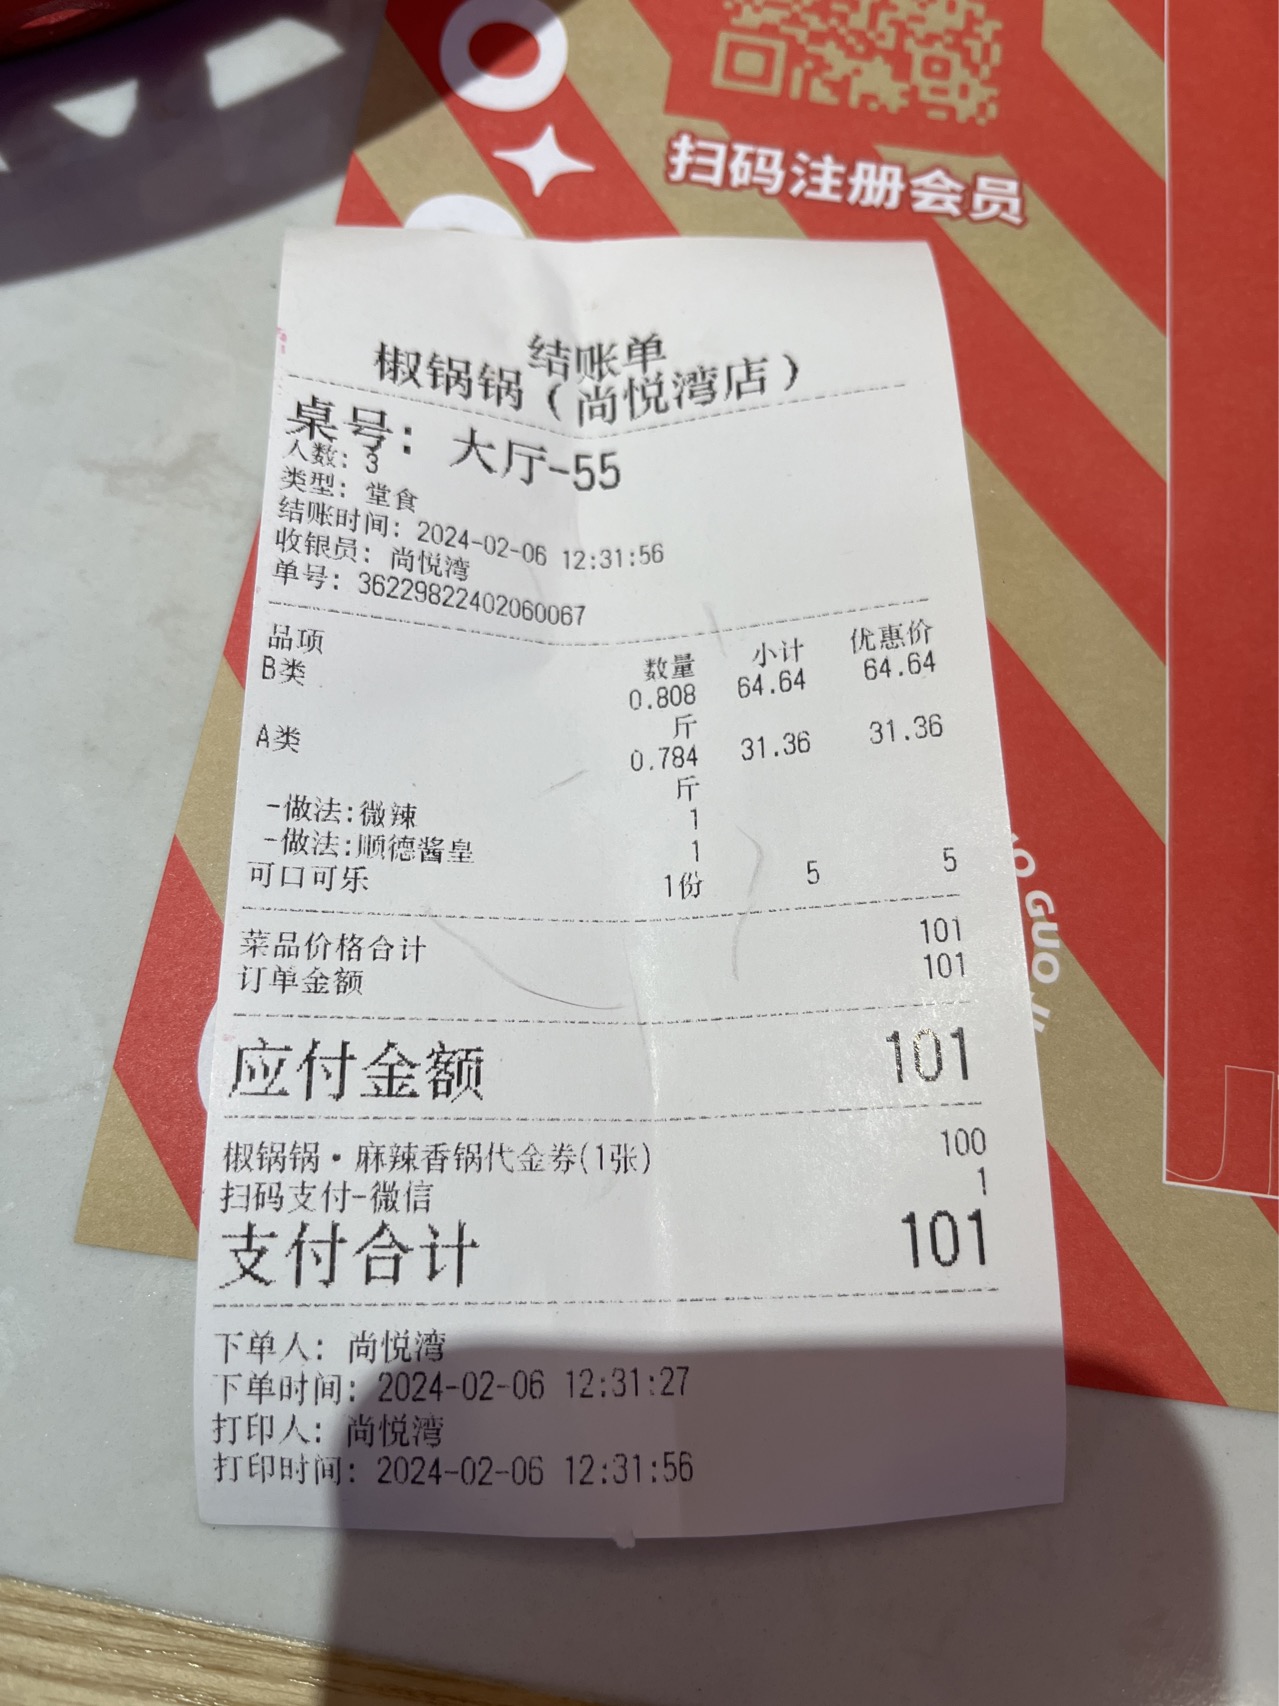 扫码注册会员
结账单
椒锅锅（尚悦湾店）
桌号：大厅-55
人数：3
类型：堂食
结账时间：2024-02-06 12:31:56
收银员：尚悦湾
单号：36229822402060067
品项 数量 小计 优惠价
B类 0.808 64.64 64.64
斤
A类 0.784 31.36 31.36
斤
-做法:微辣 1
-做法:顺德酱皇 1
可口可乐 1份 5 5
菜品价格合计 101
订单金额 101
应付金额 101
椒锅锅·麻辣香锅代金券(1张) 100
扫码支付-微信 1
支付合计 101
下单人：尚悦湾
下单时间：2024-02-06 12:31:27
打印人：尚悦湾
打印时间：2024-02-06 12:31:56
GUO